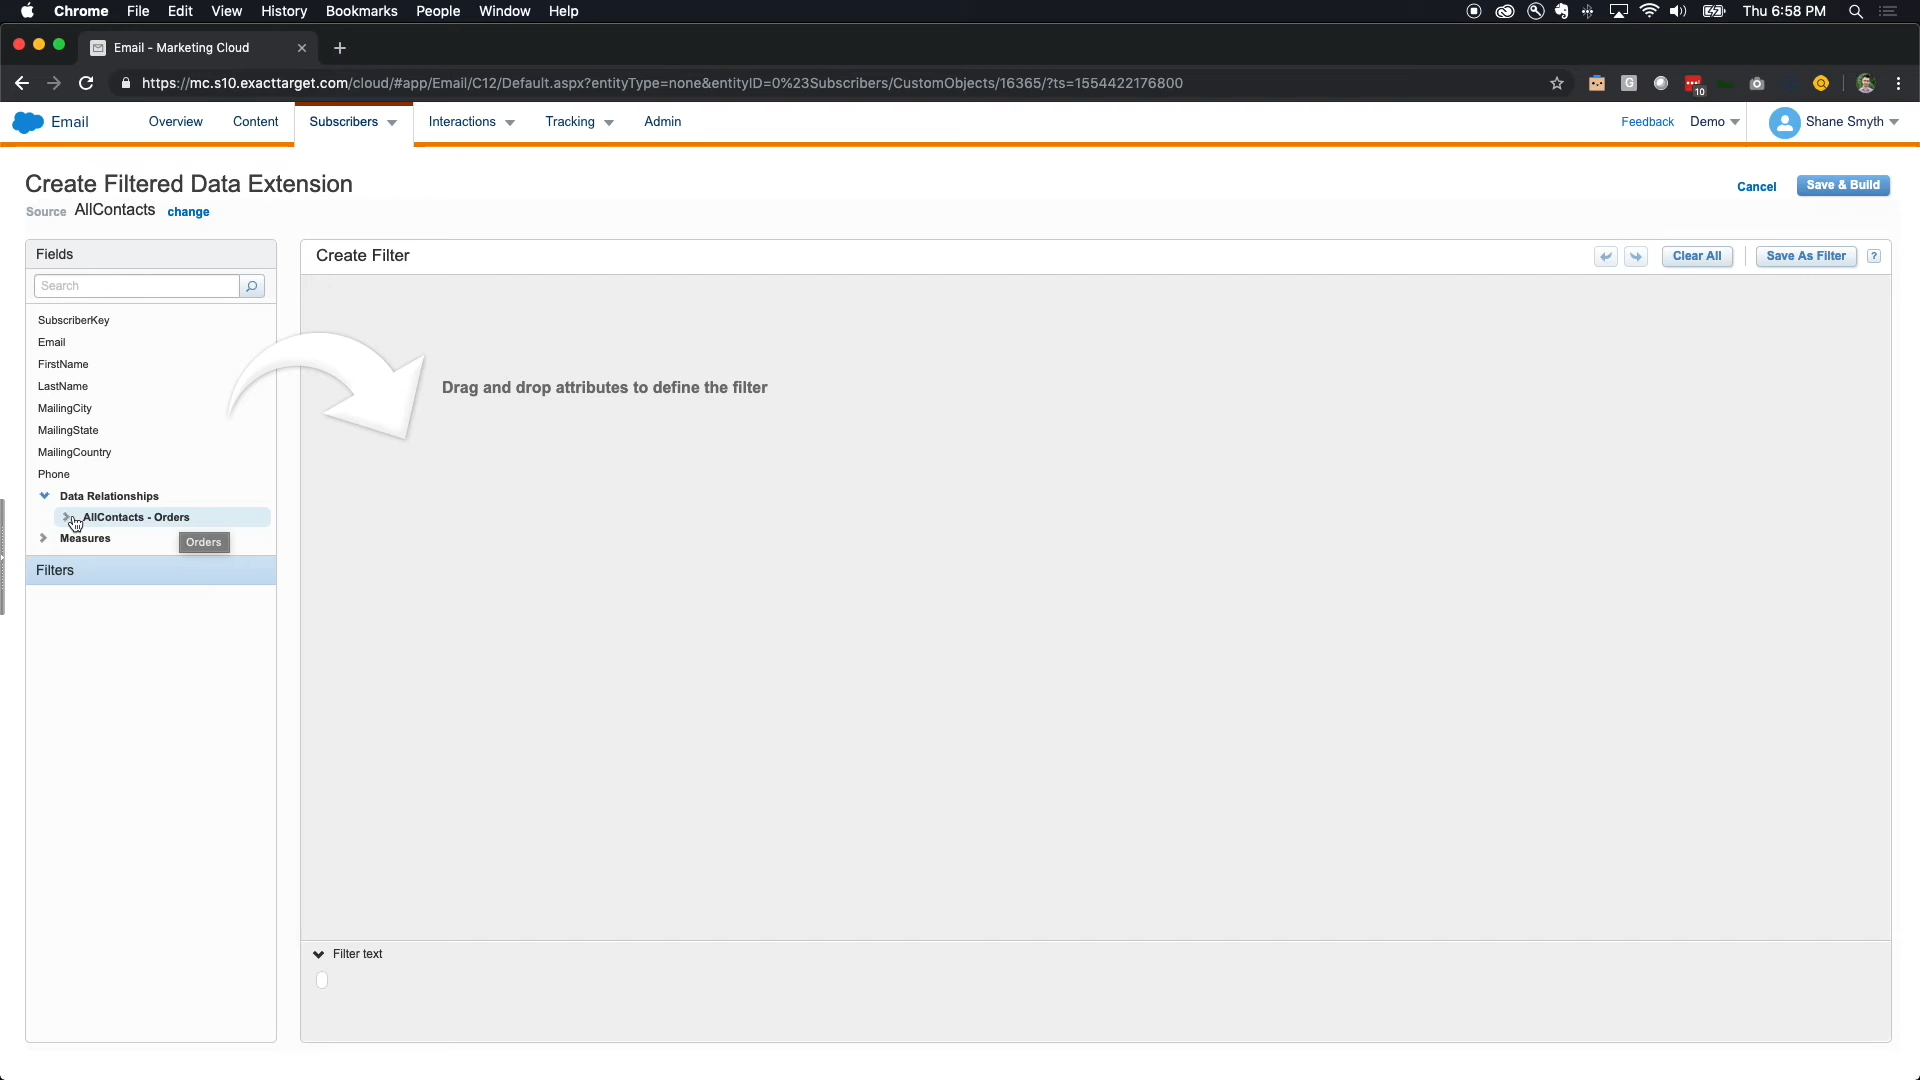 Chrome File Edit View History Bookmarks People Window Help Thu 6:58 PM
Email - Marketing Cloud
https://mc.s10.exacttarget.com/cloud/#app/Email/C12/Default.aspx?entityType=none&entityID=0%23Subscribers/CustomObjects/16365/?ts=1554422176800
G
10
Email Overview Content Subscribers Interactions Tracking Admin Feedback Demo Shane Smyth
Create Filtered Data Extension
Cancel Save & Build
Source AllContacts change
Fields
Create Filter Clear All Save As Filter ?
Search
SubscriberKey
Email
FirstName
LastName
Drag and drop attributes to define the filter
MailingCity
MailingState
MailingCountry
Phone
Data Relationships
AllContacts - Orders
Measures
Orders
Filters
Filter text